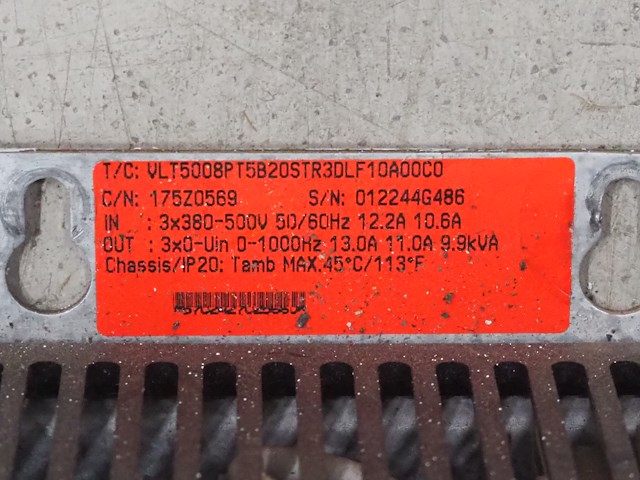 T/C: VLT5008PT5B20STR3DLF10A00C0
C/N: 175Z0569 S/N: 012244G486
IN : 3x380-500V 50/60Hz 12.2A 10.6A
OUT : 3x0-Uin 0-1000Hz 13.0A 11.0A 9.9kVA
Chassis/IP20: Tamb MAX.45°C/113°F